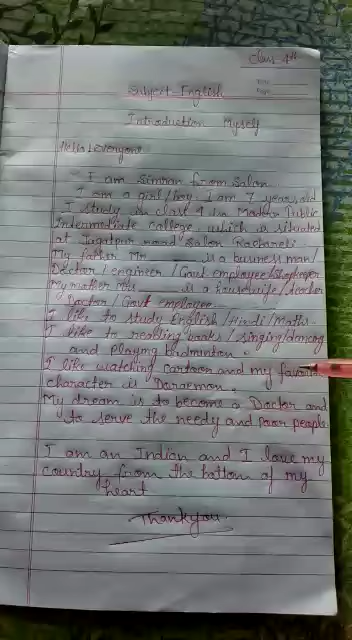 Class 4th
Subject English
Introduction Myself
Hello! everyone
I am Simran from Salon
I am a girl/boy I am 7 years old
I study in class 4 in Modern Public
Intermediate college which is situated
at Jagatpur road Salon Raebareli
My father Mr. ___ is a business man/
Doctor/engineer/Govt employee/Shopkeeper
My mother Mrs ___ is a housewife/teacher
Doctor/Govt employee
I like to study English/Hindi/Maths.
I like to reading books/singing/dancing
and playing badminton.
I like watching cartoon and my favorite
character is Doraemon.
My dream is to become a Doctor and
to serve the needy and poor people
I am an Indian and I love my
country from the bottom of my
heart
Thankyou